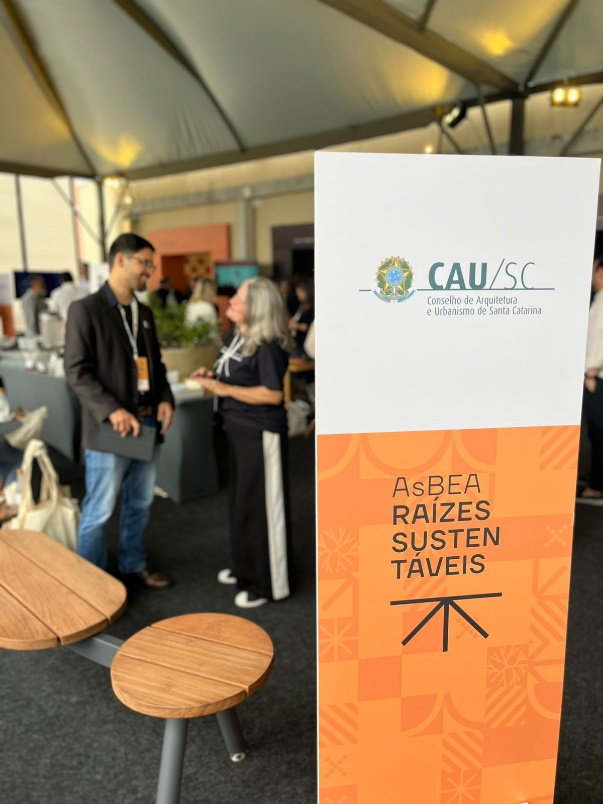 CAU/SC
Conselho de Arquitetura
e Urbanismo de Santa Catarina
AsBEA
RAÍZES
SUSTEN
TÁVEIS